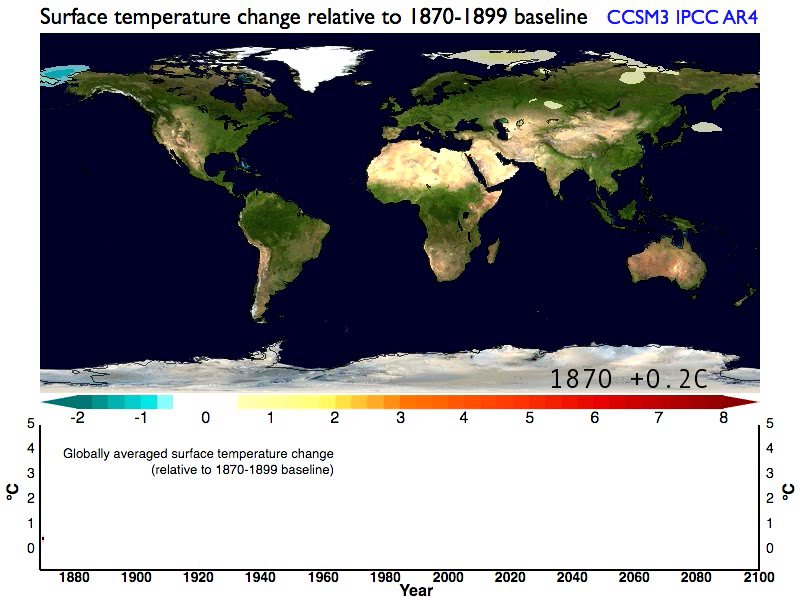 Surface temperature change relative to 1870-1899 baseline CCSM3 IPCC AR4
1870 +0.2C
-2 -1 0 1 2 3 4 5 6 7 8
5 5
4 Globally averaged surface temperature change 4
(relative to 1870-1899 baseline)
3 3
°C °C
2 2
1 1
0 0
1880 1900 1920 1940 1960 1980 2000 2020 2040 2060 2080 2100
Year